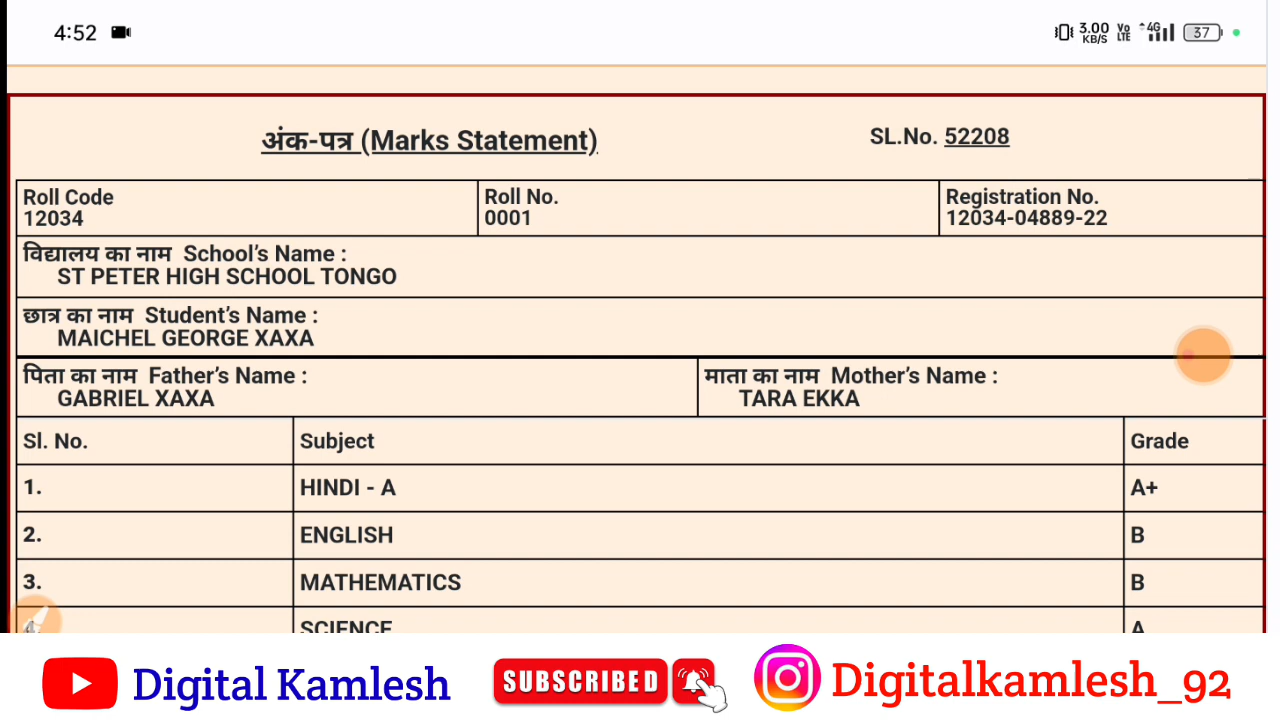 4:52
3.00 KB/S Vo LTE 4G 37
अंक-पत्र (Marks Statement)
SL.No. 52208
Roll Code
12034
Roll No.
0001
Registration No.
12034-04889-22
विद्यालय का नाम School's Name :
ST PETER HIGH SCHOOL TONGO
छात्र का नाम Student's Name :
MAICHEL GEORGE XAXA
पिता का नाम Father's Name :
GABRIEL XAXA
माता का नाम Mother's Name :
TARA EKKA
Sl. No. Subject Grade
1. HINDI - A A+
2. ENGLISH B
3. MATHEMATICS B
SCIENCE A
Digital Kamlesh SUBSCRIBED Digitalkamlesh_92